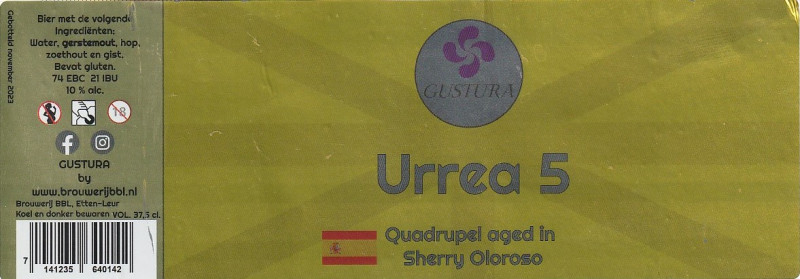 Gebotteld november 2023
Bier met de volgende
Ingrediënten:
Water, gerstemout, hop,
zoethout en gist.
Bevat gluten.
74 EBC 21 IBU
10 % alc.
18
GUSTURA
by
www.brouwerijbbl.nl
Brouwerij BBL, Etten-Leur
Koel en donker bewaren VOL. 37,5 cl.
7 141235 640142
GUSTURA
Urrea 5
Quadrupel aged in
Sherry Oloroso